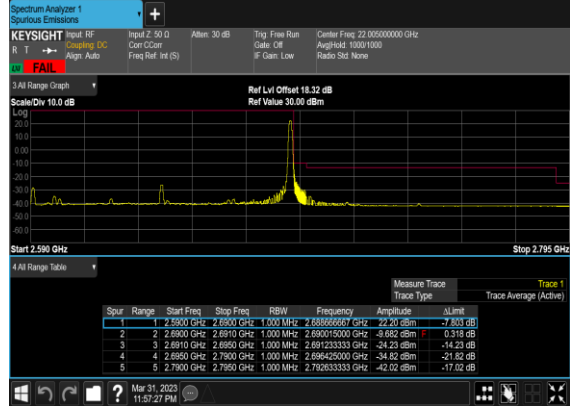 Spectrum Analyzer 1
Spurious Emissions
+
KEYSIGHT Input: RF Input Z: 50 Ω Atten: 30 dB Trig: Free Run Center Freq: 22.005000000 GHz
R T Coupling: DC Corr CCorr Gate: Off Avg|Hold: 1000/1000
Align: Auto Freq Ref: Int (S) IF Gain: Low Radio Std: None
LV FAIL
3 All Range Graph
Ref Lvl Offset 18.32 dB
Scale/Div 10.0 dB Ref Value 30.00 dBm
Log
20.0
10.0
0.00
-10.0
-20.0
-30.0
-40.0
-50.0
-60.0
Start 2.590 GHz Stop 2.795 GHz
4 All Range Table
Measure Trace Trace 1
Trace Type Trace Average (Active)
Spur Range Start Freq Stop Freq RBW Frequency Amplitude ΔLimit
1 1 2.5900 GHz 2.6900 GHz 1.000 MHz 2.688666667 GHz 22.20 dBm -7.803 dB
2 2 2.6900 GHz 2.6910 GHz 1.000 MHz 2.690015000 GHz -9.682 dBm F 0.318 dB
3 3 2.6910 GHz 2.6950 GHz 1.000 MHz 2.691233333 GHz -24.23 dBm -14.23 dB
4 4 2.6950 GHz 2.7900 GHz 1.000 MHz 2.696425000 GHz -34.82 dBm -21.82 dB
5 5 2.7900 GHz 2.7950 GHz 1.000 MHz 2.792633333 GHz -42.02 dBm -17.02 dB
? Mar 31, 2023
11:57:27 PM